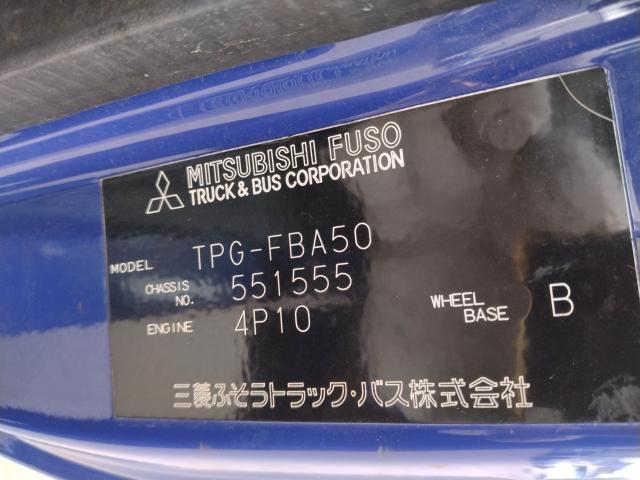 MITSUBISHI FUSO
TRUCK & BUS CORPORATION
MODEL TPG-FBA50
CHASSIS NO. 551555
ENGINE 4P10
WHEEL BASE B
三菱ふそうトラック・バス株式会社